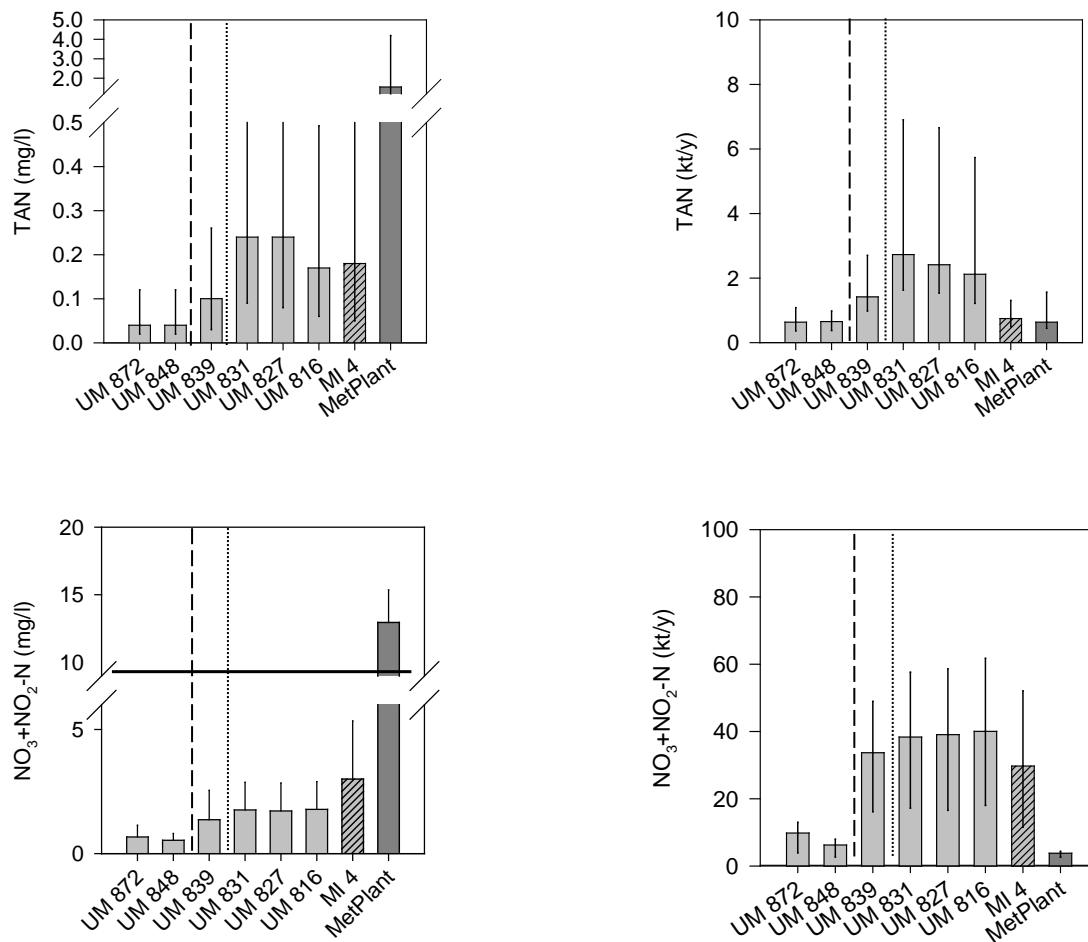 5.0
4.0
3.0
2.0
0.5
0.4
0.3
0.2
0.1
0.0
TAN (mg/l)
UM 872
UM 848
UM 839
UM 831
UM 827
UM 816
MI 4
MetPlant
10
8
6
4
2
0
TAN (kt/y)
UM 872
UM 848
UM 839
UM 831
UM 827
UM 816
MI 4
MetPlant
20
15
10
5
0
NO₃+NO₂-N (mg/l)
UM 872
UM 848
UM 839
UM 831
UM 827
UM 816
MI 4
MetPlant
100
80
60
40
20
0
NO₃+NO₂-N (kt/y)
UM 872
UM 848
UM 839
UM 831
UM 827
UM 816
MI 4
MetPlant